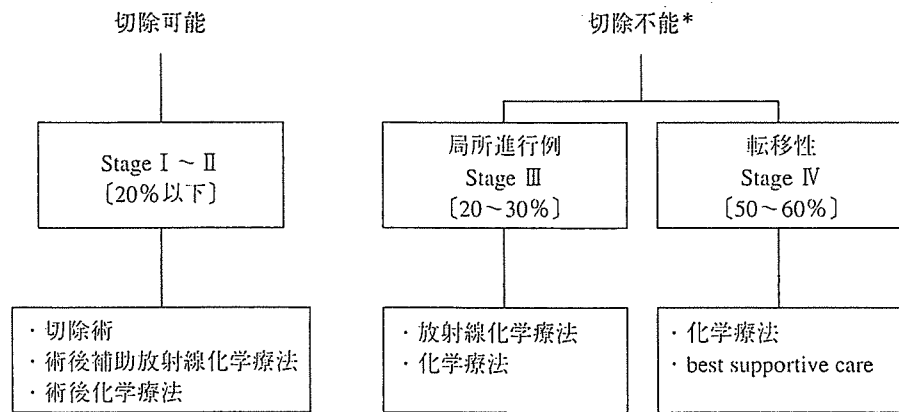 切除可能
切除不能*
Stage Ⅰ ～ Ⅱ
〔20%以下〕
局所進行例
Stage Ⅲ
〔20～30%〕
転移性
Stage Ⅳ
〔50～60%〕
・切除術
・術後補助放射線化学療法
・術後化学療法
・放射線化学療法
・化学療法
・化学療法
・best supportive care